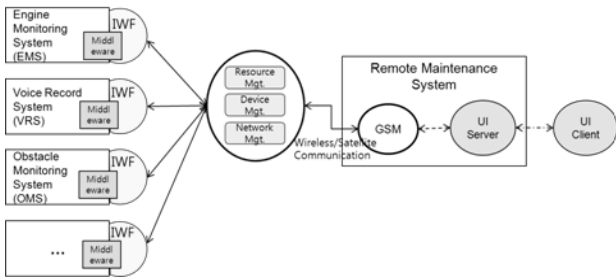 Engine
Monitoring
System
(EMS)
IWF
Middl
eware
Voice Record
System
(VRS)
IWF
Middl
eware
Obstacle
Monitoring
System
(OMS)
IWF
Middl
eware
...
IWF
Middl
eware
Resource
Mgt.
Device
Mgt.
Network
Mgt.
Wireless/Satellite
Communication
Remote Maintenance
System
GSM
UI
Server
UI
Client